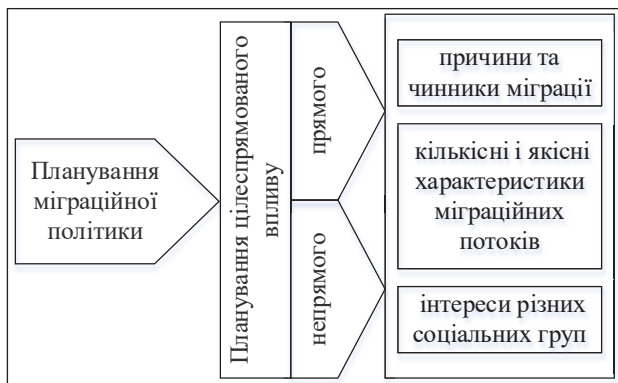 Планування
міграційної
політики
Планування цілеспрямованого
впливу
прямого
непрямого
причини та
чинники міграції
кількісні і якісні
характеристики
міграційних
потоків
інтереси різних
соціальних груп